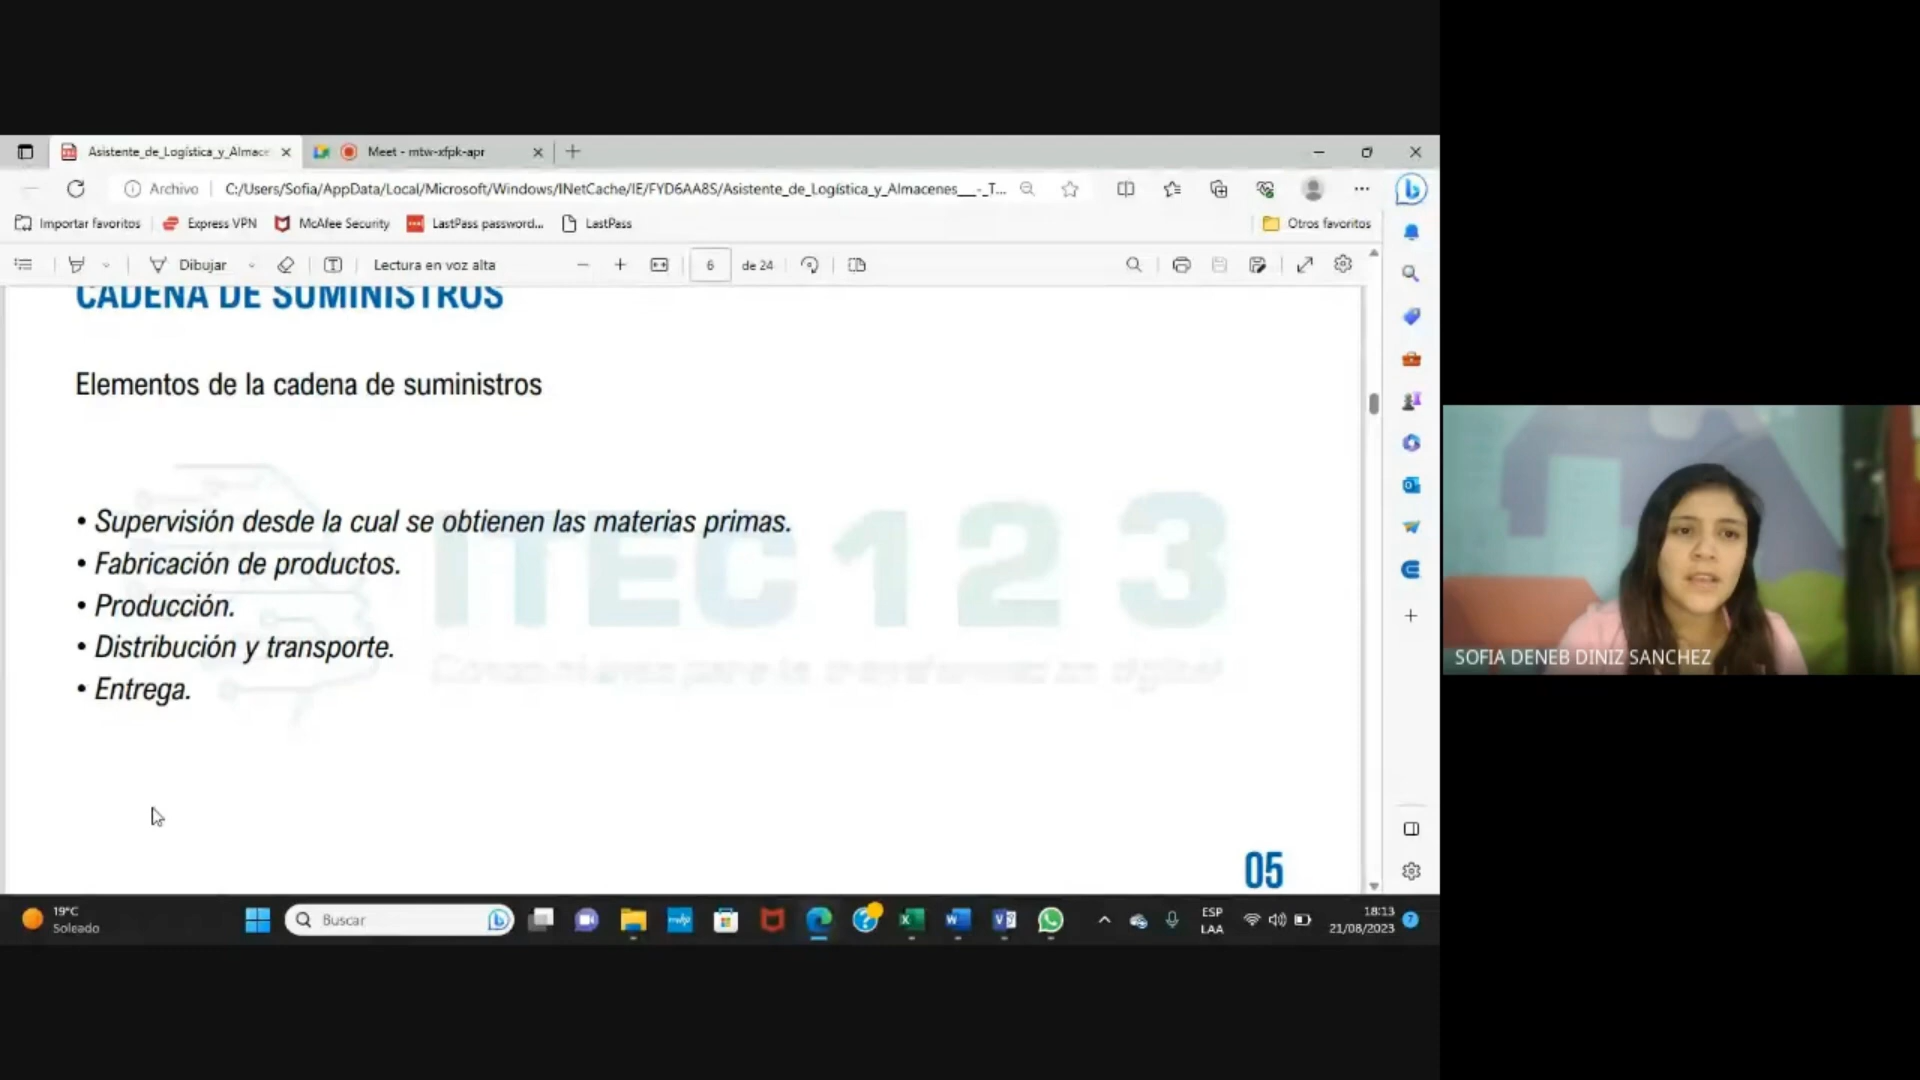 Asistente_de_Logística_y_Almace
Meet - mtw-xfpk-apr
Archivo
C:/Users/Sofia/AppData/Local/Microsoft/Windows/INetCache/IE/FYD6AA8S/Asistente_de_Logística_y_Almacenes___-_T...
Importar favoritos
Express VPN
McAfee Security
LastPass password...
LastPass
Otros favoritos
Dibujar
Lectura en voz alta
6
de 24
CADENA DE SUMINISTROS
Elementos de la cadena de suministros
• Supervisión desde la cual se obtienen las materias primas.
• Fabricación de productos.
• Producción.
• Distribución y transporte.
• Entrega.
ITEC 1 2 3
05
SOFIA DENEB DINIZ SANCHEZ
19°C
Soleado
Buscar
ESP
LAA
18:13
21/08/2023
7